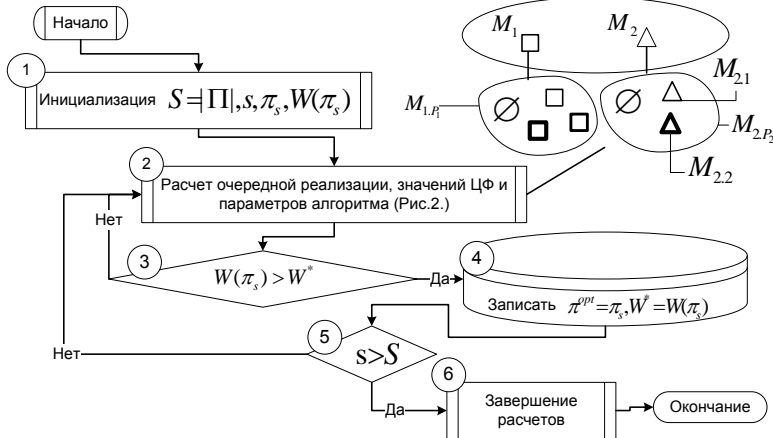 Начало
1
Инициализация S=|Π|,s,π_s,W(π_s)
M_1
M_2
M_{1.P_1}
M_{2.1}
M_{2.P_2}
M_{2.2}
2
Расчет очередной реализации, значений ЦФ и
параметров алгоритма (Рис.2.)
Нет
3
W(π_s)>W^*
Да
4
Записать π^{opt}=π_s,W^*=W(π_s)
5
s>S
Нет
Да
6
Завершение
расчетов
Окончание